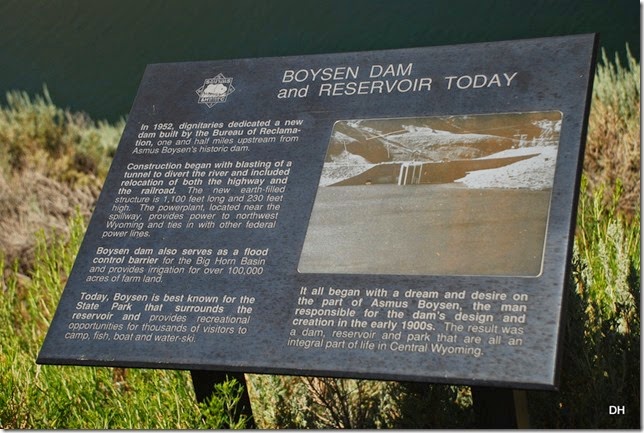 BOYSEN DAM
and RESERVOIR TODAY
In 1952, dignitaries dedicated a new
dam built by the Bureau of Reclama-
tion, one and half miles upstream from
Asmus Boysen's historic dam.
Construction began with blasting of a
tunnel to divert the river and included
relocation of both the highway and
the railroad. The new earth-filled
structure is 1,100 feet long and 230 feet
high. The powerplant, located near the
spillway, provides power to northwest
Wyoming and ties in with other federal
power lines.
Boysen dam also serves as a flood
control barrier for the Big Horn Basin
and provides irrigation for over 100,000
acres of farm land.
Today, Boysen is best known for the
State Park that surrounds the
reservoir and provides recreational
opportunities for thousands of visitors to
camp, fish, boat and water-ski.
It all began with a dream and desire on
the part of Asmus Boysen, the man
responsible for the dam's design and
creation in the early 1900s. The result was
a dam, reservoir and park that are all an
integral part of life in Central Wyoming.
DH